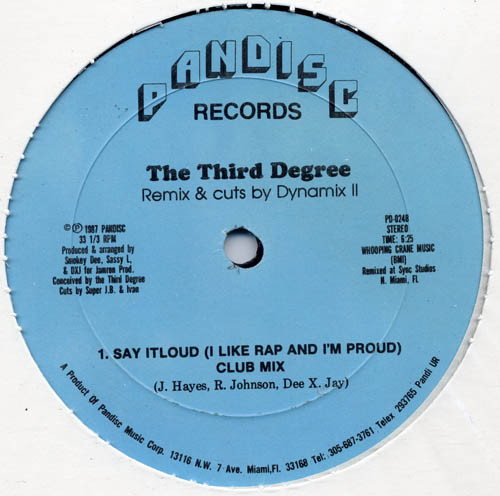 PANDISC
RECORDS
The Third Degree
Remix & cuts by Dynamix II
© ℗ 1987 PANDISC
33 1/3 RPM
Produced & arranged by
Smokey Dee, Sassy L,
& DXJ for Jamron Prod.
Conceived by the Third Degree
Cuts by Super J.B. & Ivan
PD-024B
STEREO
TIME: 6:25
WHOOPING CRANE MUSIC
(BMI)
Remixed at Sync Studios
N. Miami, FL
1. SAY ITLOUD (I LIKE RAP AND I'M PROUD)
CLUB MIX
(J. Hayes, R. Johnson, Dee X. Jay)
A Product Of Pandisc Music Corp. 13116 N.W. 7 Ave. Miami,FL. 33168 Tel: 305-687-3761 Telex 293765 Pandi UR